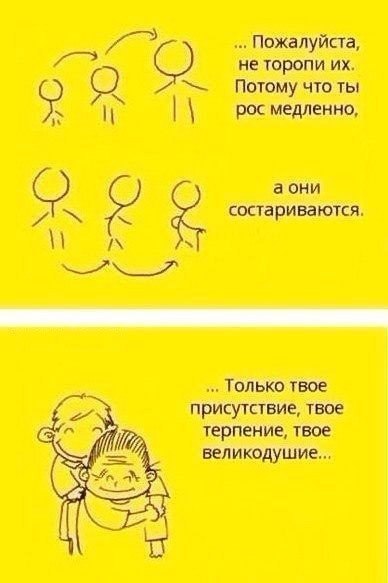 ... Пожалуйста,
не торопи их.
Потому что ты
рос медленно,
а они
состариваются.
... Только твое
присутствие, твое
терпение, твое
великодушие...